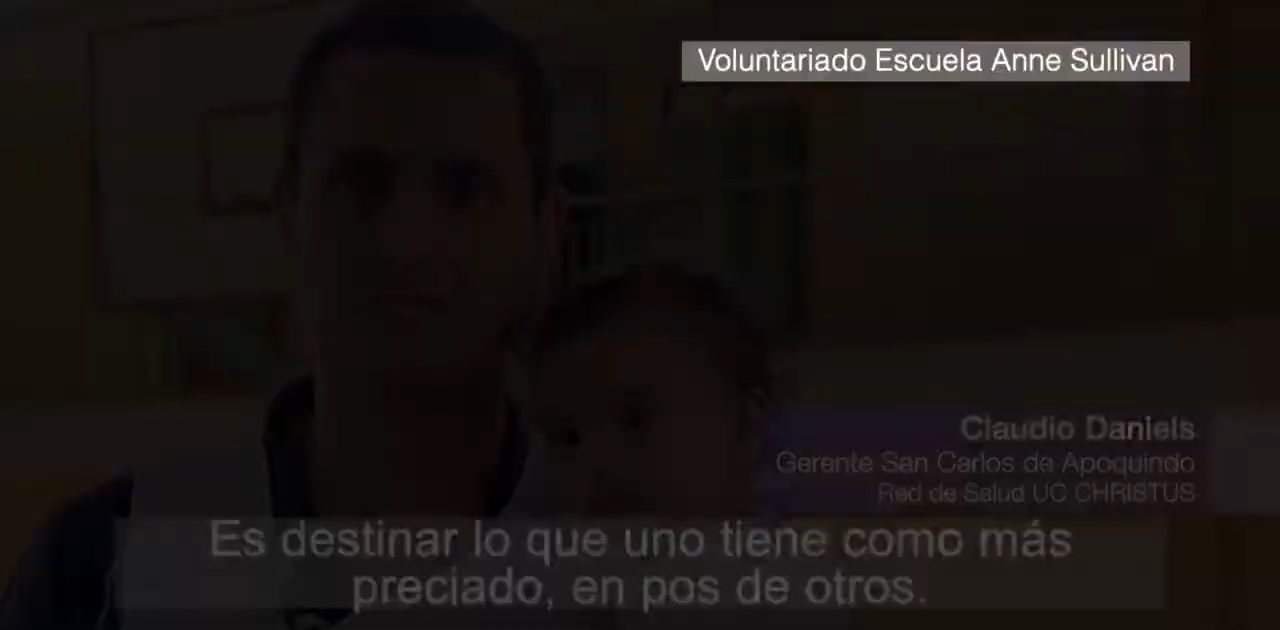 Voluntariado Escuela Anne Sullivan
Claudio Daniels
Gerente San Carlos de Apoquindo
Red de Salud UC CHRISTUS
Es destinar lo que uno tiene como más
preciado, en pos de otros.